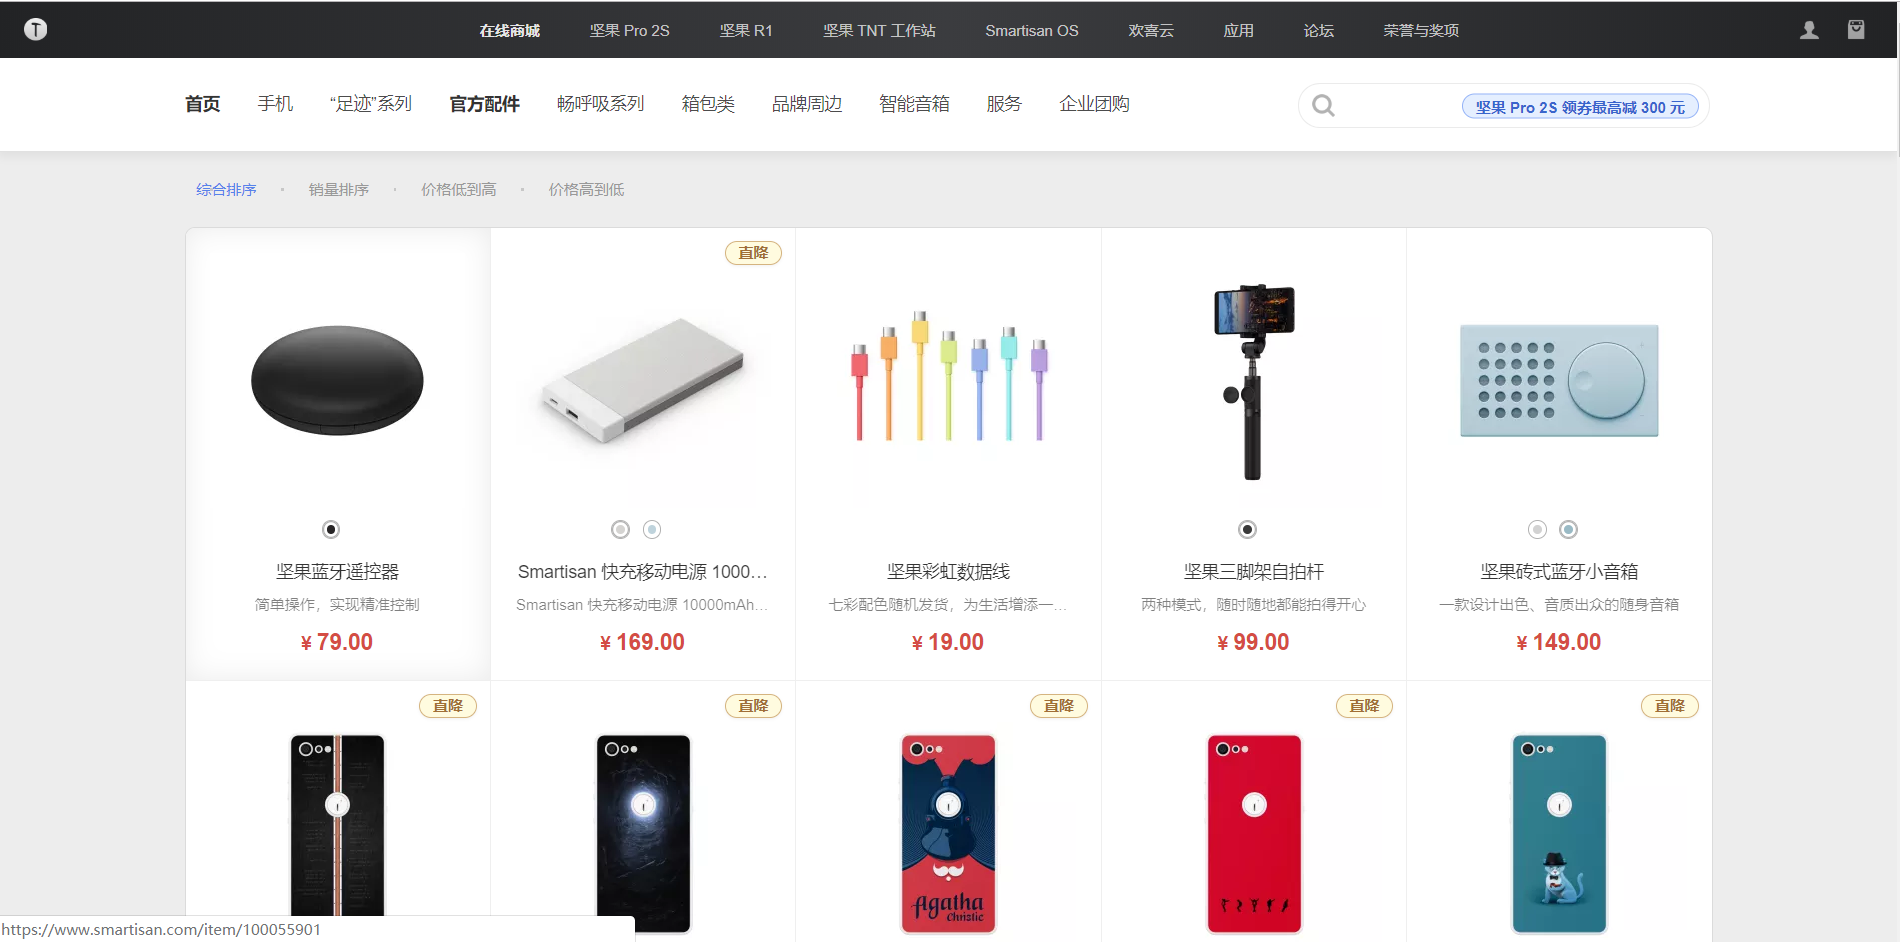 在线商城 坚果 Pro 2S 坚果 R1 坚果 TNT 工作站 Smartisan OS 欢喜云 应用 论坛 荣誉与奖项
首页 手机 “足迹”系列 官方配件 畅呼吸系列 箱包类 品牌周边 智能音箱 服务 企业团购 坚果 Pro 2S 领券最高减 300 元
综合排序 · 销量排序 · 价格低到高 · 价格高到低
直降
坚果蓝牙遥控器 Smartisan 快充移动电源 1000... 坚果彩虹数据线 坚果三脚架自拍杆 坚果砖式蓝牙小音箱
简单操作，实现精准控制 Smartisan 快充移动电源 10000mAh... 七彩配色随机发货，为生活增添一... 两种模式，随时随地都能拍得开心 一款设计出色、音质出众的随身音箱
¥ 79.00 ¥ 169.00 ¥ 19.00 ¥ 99.00 ¥ 149.00
直降 直降 直降 直降 直降
Agatha
Christie
https://www.smartisan.com/item/100055901